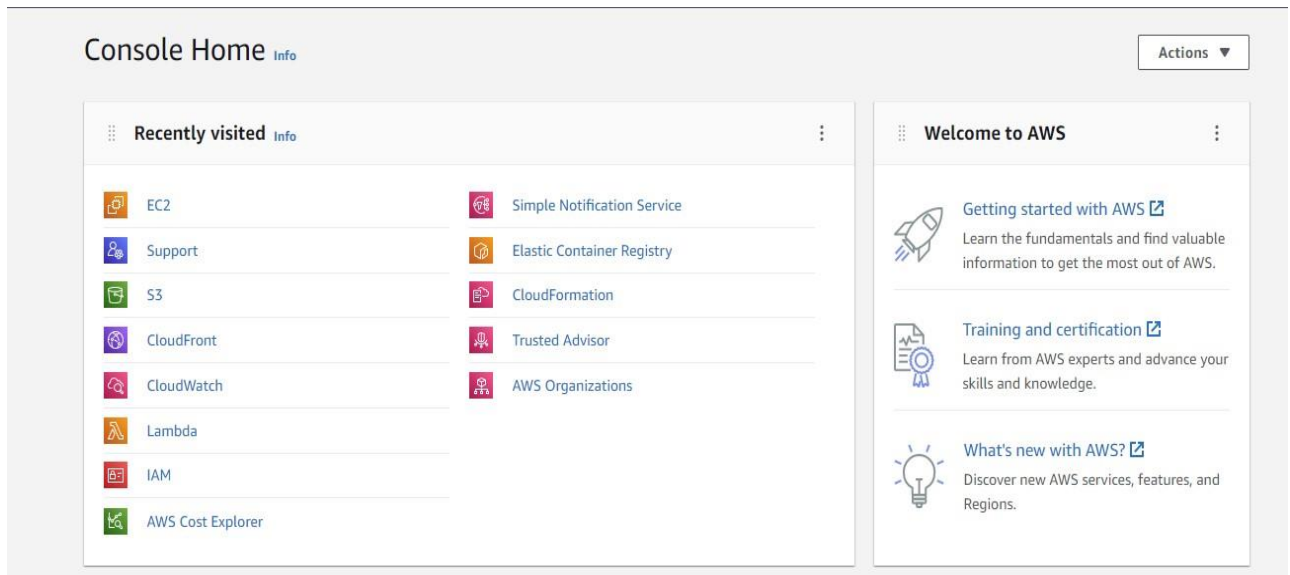 Console Home Info
Actions
Recently visited Info
EC2
Support
S3
CloudFront
CloudWatch
Lambda
IAM
AWS Cost Explorer
Simple Notification Service
Elastic Container Registry
CloudFormation
Trusted Advisor
AWS Organizations
Welcome to AWS
Getting started with AWS
Learn the fundamentals and find valuable
information to get the most out of AWS.
Training and certification
Learn from AWS experts and advance your
skills and knowledge.
What's new with AWS?
Discover new AWS services, features, and
Regions.